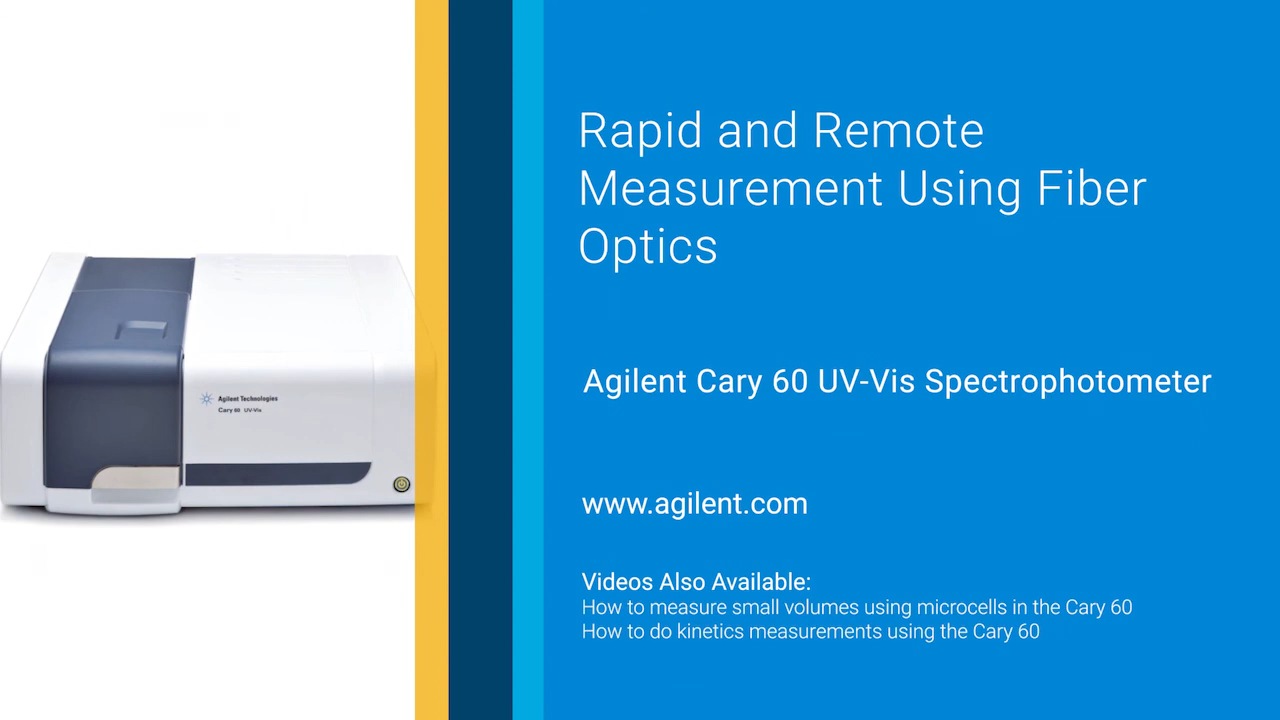 Rapid and Remote
Measurement Using Fiber
Optics
Agilent Cary 60 UV-Vis Spectrophotometer
www.agilent.com
Videos Also Available:
How to measure small volumes using microcells in the Cary 60
How to do kinetics measurements using the Cary 60
Agilent Technologies
Cary 60 UV-Vis